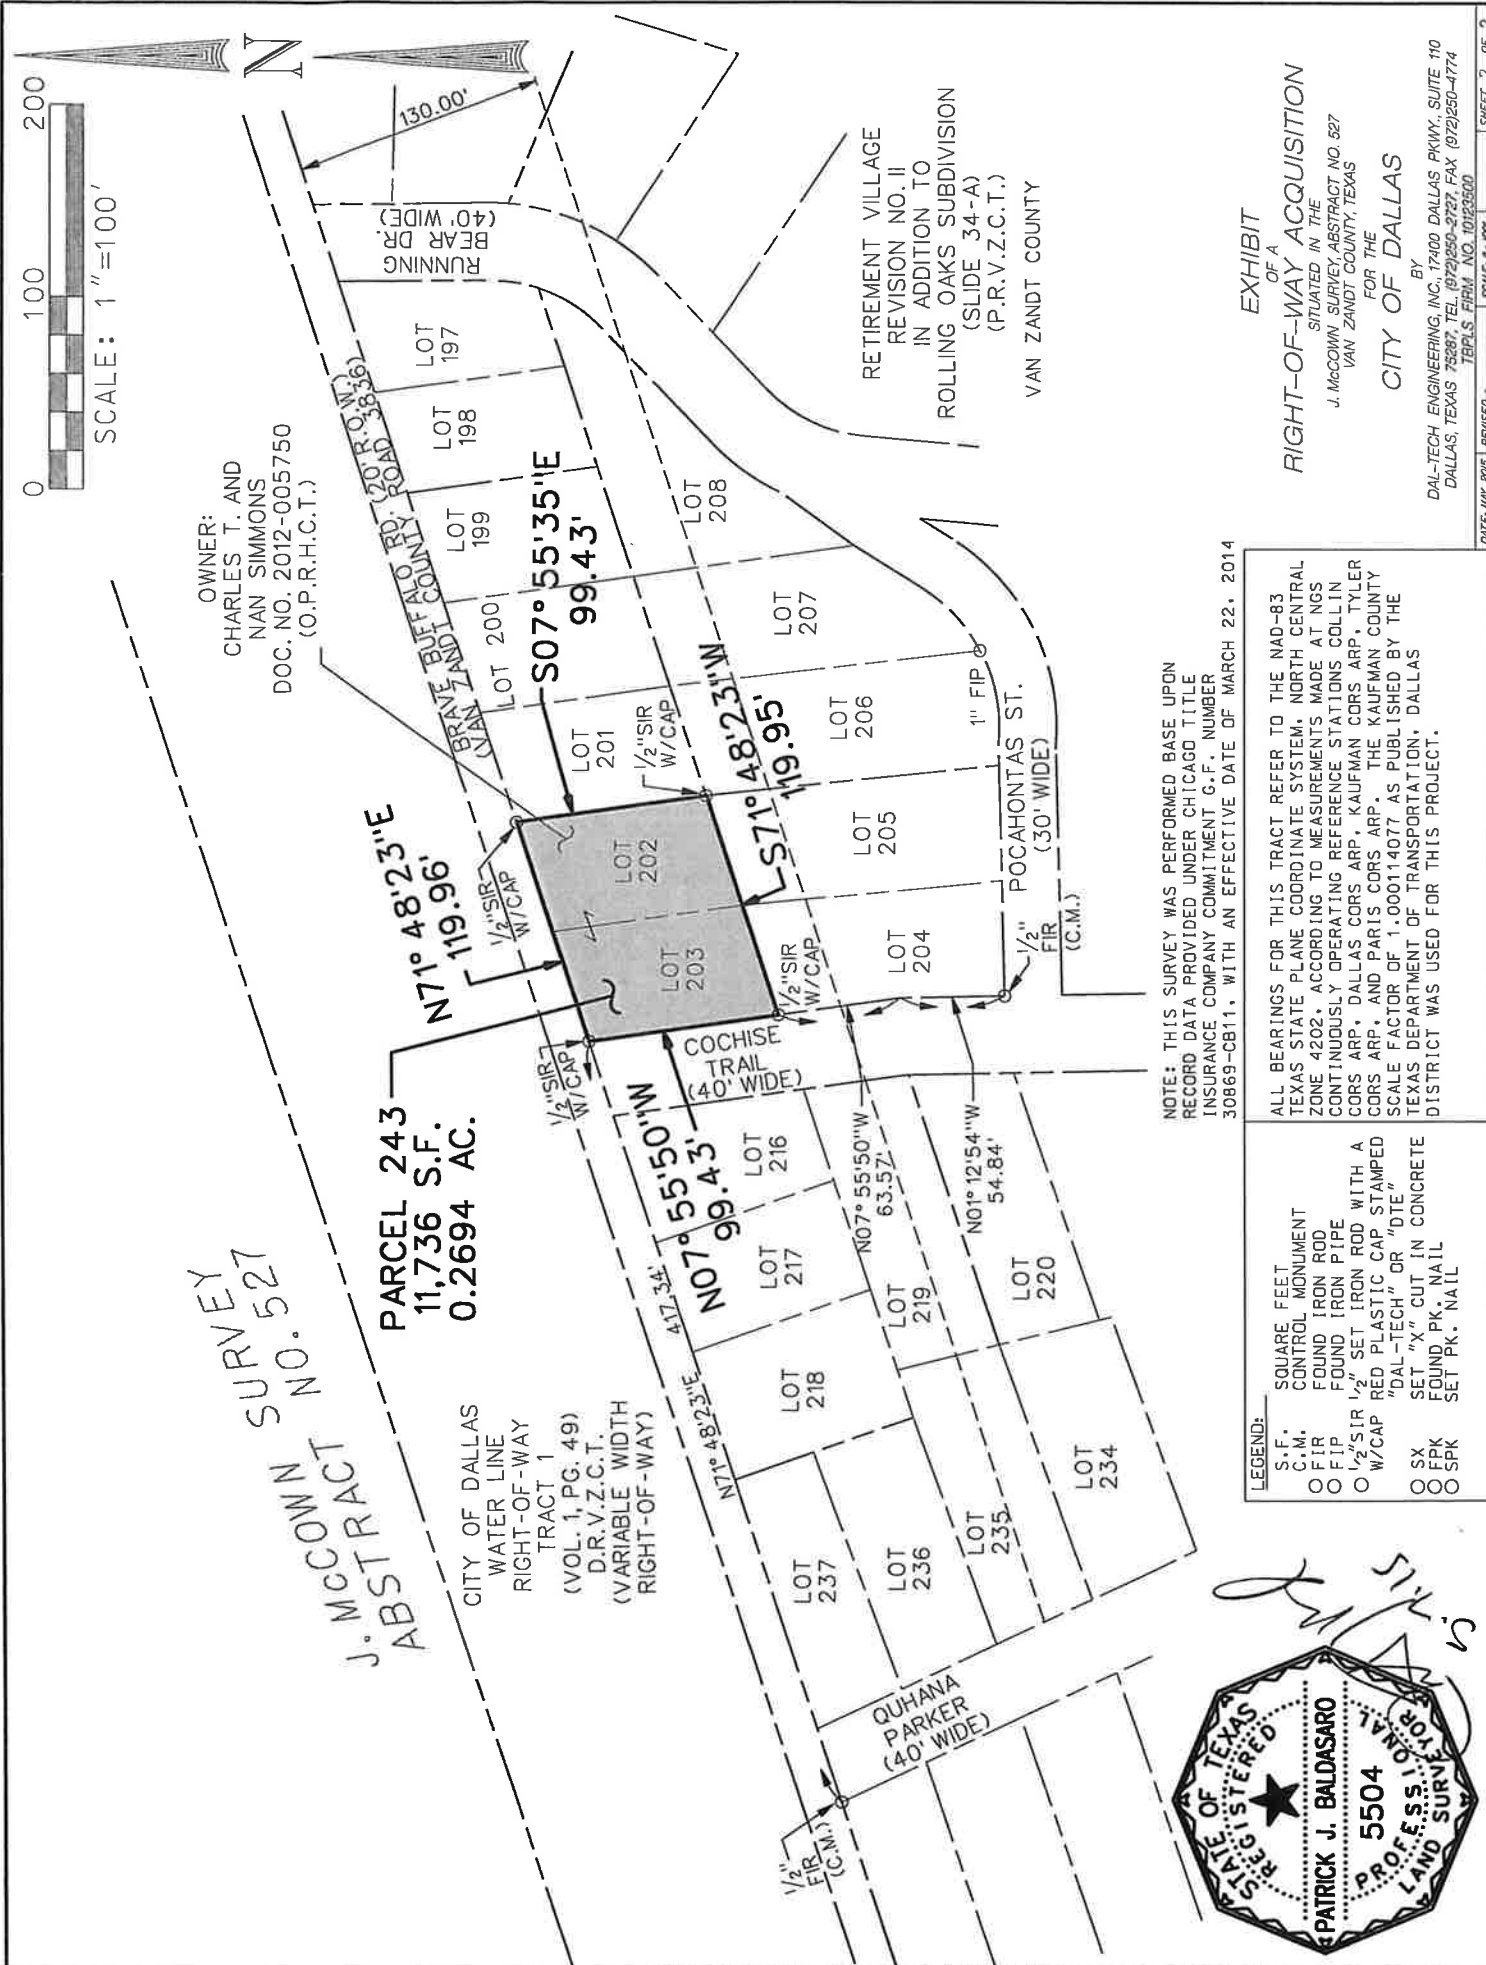 0 100 200
SCALE: 1"=100'
N
130.00'
OWNER:
CHARLES T. AND
NAN SIMMONS
DOC. NO. 2012-005750
(O.P.R.H.C.T.)
RUNNING
BEAR DR.
(40' WIDE)
BRAVE BUFFALO RD. (20' R.O.W.)
(VAN ZANDT COUNTY ROAD 3836)
LOT
197
LOT
198
LOT
199
LOT 200
LOT
201
LOT
202
LOT
203
LOT
204
LOT
205
LOT
206
LOT
207
LOT
208
S07°55'35"E
99.43'
N71°48'23"E
119.96'
S71°48'23"W
119.95'
N07°55'50"W
99.43'
1/2"SIR
W/CAP
1/2"SIR
W/CAP
1/2"SIR
W/CAP
1/2"SIR
W/CAP
PARCEL 243
11,736 S.F.
0.2694 AC.
J. MCCOWN SURVEY
ABSTRACT NO. 527
CITY OF DALLAS
WATER LINE
RIGHT-OF-WAY
TRACT 1
(VOL. 1, PG. 49)
D.R.V.Z.C.T.
(VARIABLE WIDTH
RIGHT-OF-WAY)
N71°48'23"E 417.34'
COCHISE
TRAIL
(40' WIDE)
POCAHONTAS ST.
(30' WIDE)
1" FIP
1/2"
FIR
(C.M.)
N07°55'50"W
63.57'
N01°12'54"W
54.84'
LOT
216
LOT
217
LOT
218
LOT
219
LOT
220
LOT
234
LOT
235
LOT
236
LOT
237
QUHANA
PARKER
(40' WIDE)
1/2"
FIR
(C.M.)
RETIREMENT VILLAGE
REVISION NO. II
IN ADDITION TO
ROLLING OAKS SUBDIVISION
(SLIDE 34-A)
(P.R.V.Z.C.T.)
VAN ZANDT COUNTY
NOTE: THIS SURVEY WAS PERFORMED BASE UPON
RECORD DATA PROVIDED UNDER CHICAGO TITLE
INSURANCE COMPANY COMMITMENT G.F. NUMBER
30869-GB11, WITH AN EFFECTIVE DATE OF MARCH 22, 2014
LEGEND:
S.F. SQUARE FEET
C.M. CONTROL MONUMENT
FIR FOUND IRON ROD
FIP FOUND IRON PIPE
1/2"SIR 1/2" SET IRON ROD WITH A
W/CAP RED PLASTIC CAP STAMPED
"DAL-TECH" OR "DTE"
SX SET "X" CUT IN CONCRETE
FPK FOUND PK. NAIL
SPK SET PK. NAIL
ALL BEARINGS FOR THIS TRACT REFER TO THE NAD-83
TEXAS STATE PLANE COORDINATE SYSTEM, NORTH CENTRAL
ZONE 4202, ACCORDING TO MEASUREMENTS MADE AT NGS
CONTINUOUSLY OPERATING REFERENCE STATIONS COLLIN
CORS ARP, DALLAS CORS ARP, KAUFMAN CORS ARP, TYLER
CORS ARP, AND PARIS CORS ARP. THE KAUFMAN COUNTY
SCALE FACTOR OF 1.000114077 AS PUBLISHED BY THE
TEXAS DEPARTMENT OF TRANSPORTATION, DALLAS
DISTRICT WAS USED FOR THIS PROJECT.
EXHIBIT
OF A
RIGHT-OF-WAY ACQUISITION
SITUATED IN THE
J. McCOWN SURVEY, ABSTRACT NO. 527
VAN ZANDT COUNTY, TEXAS
FOR THE
CITY OF DALLAS
BY
DAL-TECH ENGINEERING, INC., 17400 DALLAS PKWY., SUITE 110
DALLAS, TEXAS 75287, TEL. (972)250-2727, FAX (972)250-4774
TBPLS FIRM NO. 10123500
STATE OF TEXAS
REGISTERED
PATRICK J. BALDASARO
5504
PROFESSIONAL
LAND SURVEYOR